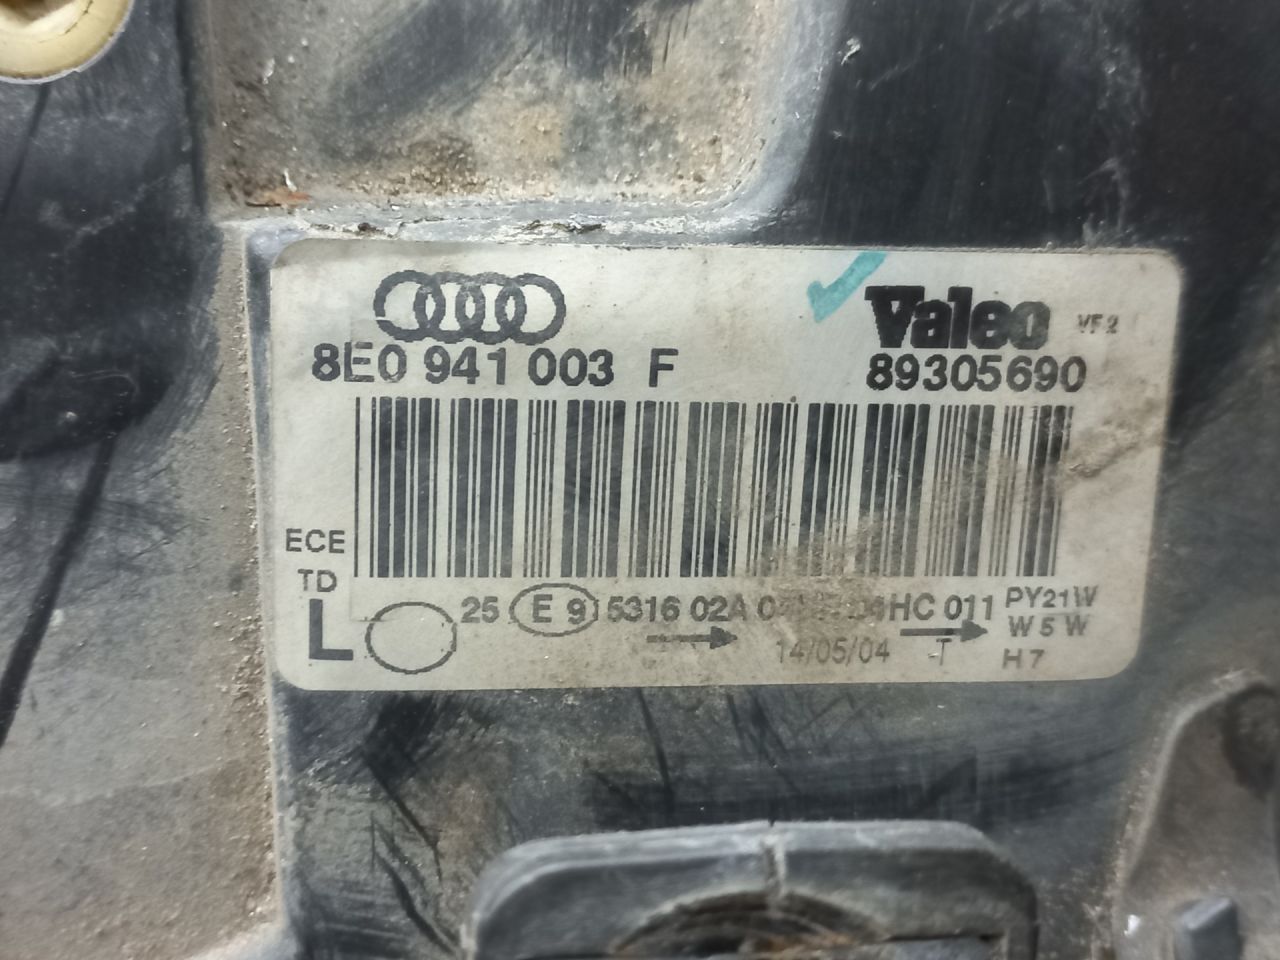 Valeo VF2
8E0 941 003 F 89305690
ECE
TD
L 25 E 9 5316 02A HC 011 PY21W
W5W
14/05/04 T H7